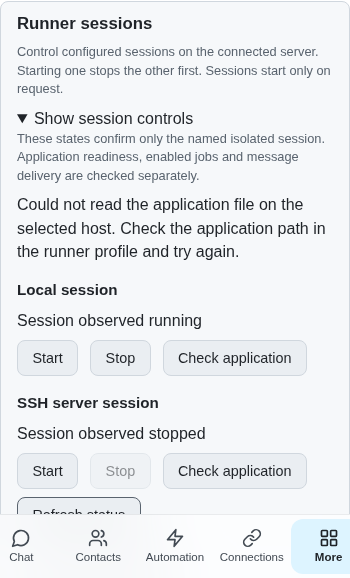 Runner sessions
Control configured sessions on the connected server.
Starting one stops the other first. Sessions start only on
request.
▼ Show session controls
These states confirm only the named isolated session.
Application readiness, enabled jobs and message
delivery are checked separately.
Could not read the application file on the
selected host. Check the application path in
the runner profile and try again.
Local session
Session observed running
Start Stop Check application
SSH server session
Session observed stopped
Start Stop Check application
Refresh status
Chat Contacts Automation Connections More